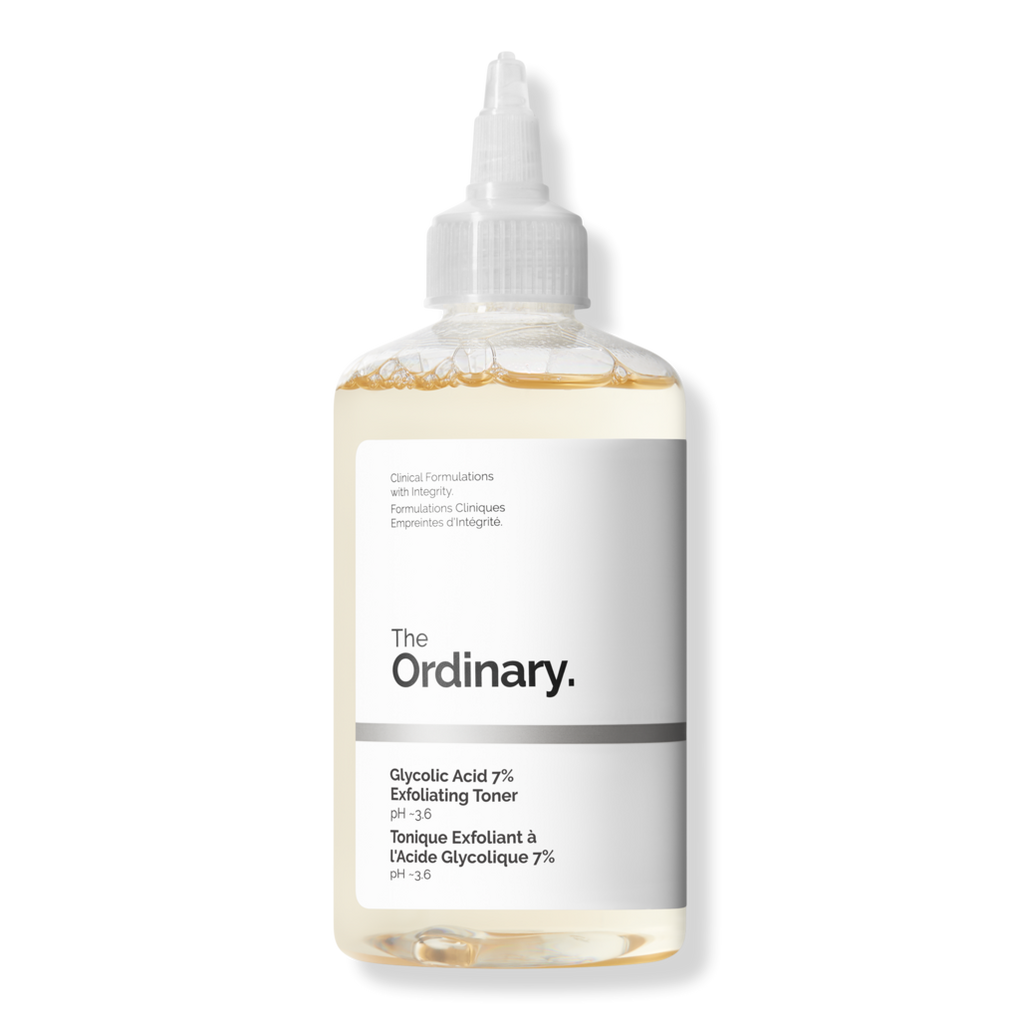 Clinical Formulations
with Integrity.
Formulations Cliniques
Empreintes d'Intégrité.
The
Ordinary.
Glycolic Acid 7%
Exfoliating Toner
pH ~3.6
Tonique Exfoliant à
l'Acide Glycolique 7%
pH ~3.6